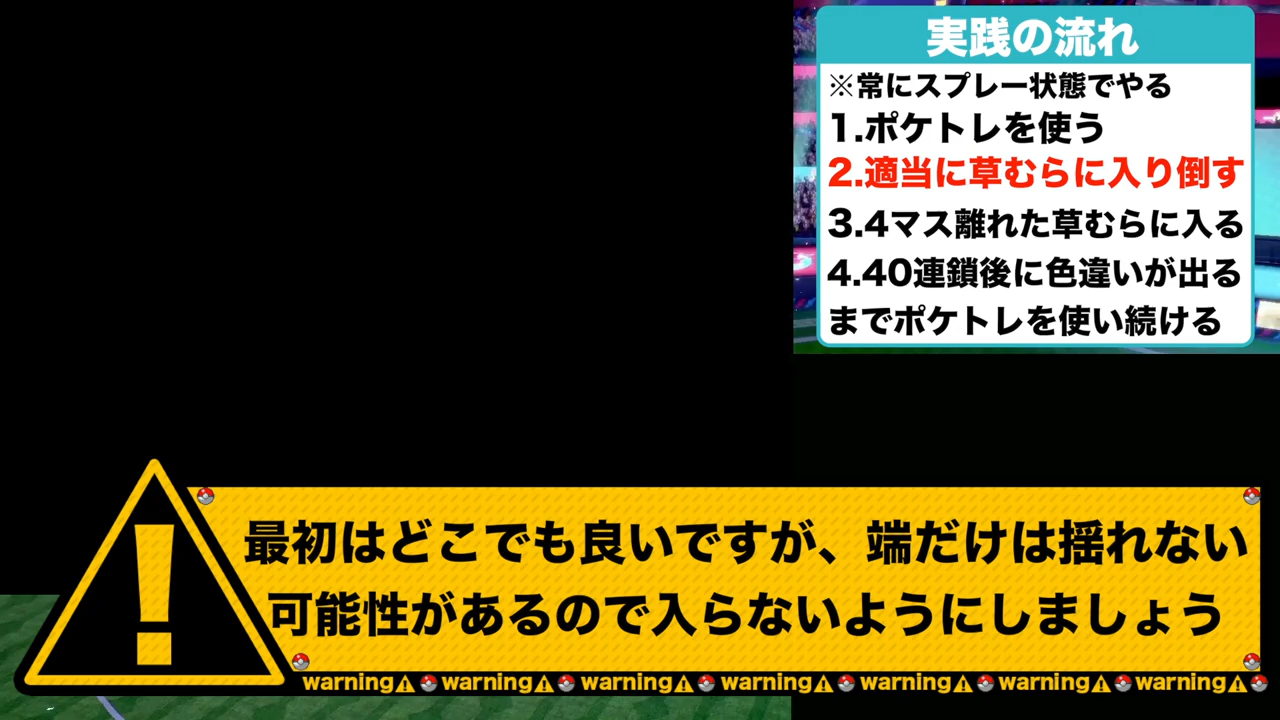 実践の流れ
※常にスプレー状態でやる
1.ポケトレを使う
2.適当に草むらに入り倒す
3.4マス離れた草むらに入る
4.40連鎖後に色違いが出る
までポケトレを使い続ける
最初はどこでも良いですが、端だけは揺れない
可能性があるので入らないようにしましょう
warning warning warning warning warning warning warning